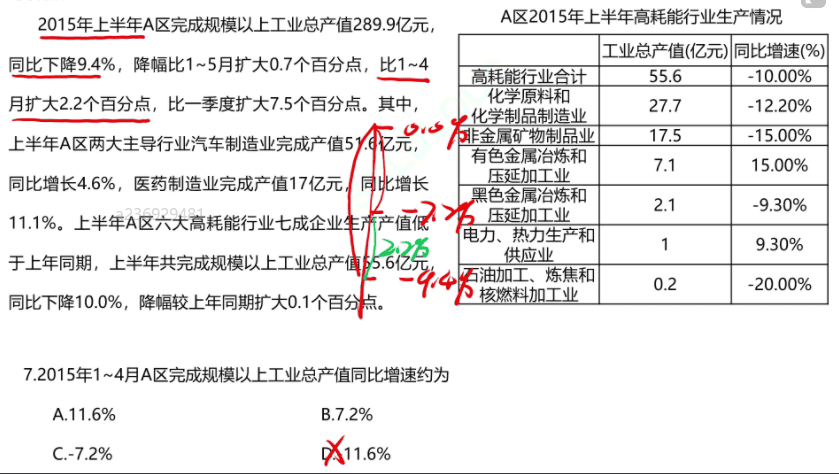 2015年上半年A区完成规模以上工业总产值289.9亿元，
同比下降9.4%，降幅比1~5月扩大0.7个百分点，比1~4
月扩大2.2个百分点，比一季度扩大7.5个百分点。其中，
上半年A区两大主导行业汽车制造业完成产值51.6亿元，
同比增长4.6%，医药制造业完成产值17亿元，同比增长
11.1%。上半年A区六大高耗能行业七成企业生产产值低
于上年同期，上半年共完成规模以上工业总产值55.6亿元，
同比下降10.0%，降幅较上年同期扩大0.1个百分点。
236929481
-7.2%
2.2%
-9.4%
A区2015年上半年高耗能行业生产情况
工业总产值(亿元) 同比增速(%)
高耗能行业合计 55.6 -10.00%
化学原料和
化学制品制造业 27.7 -12.20%
非金属矿物制品业 17.5 -15.00%
有色金属冶炼和
压延加工业 7.1 15.00%
黑色金属冶炼和
压延加工业 2.1 -9.30%
电力、热力生产和
供应业 1 9.30%
石油加工、炼焦和
核燃料加工业 0.2 -20.00%
7.2015年1~4月A区完成规模以上工业总产值同比增速约为
A.11.6% B.7.2%
C.-7.2% D.-11.6%